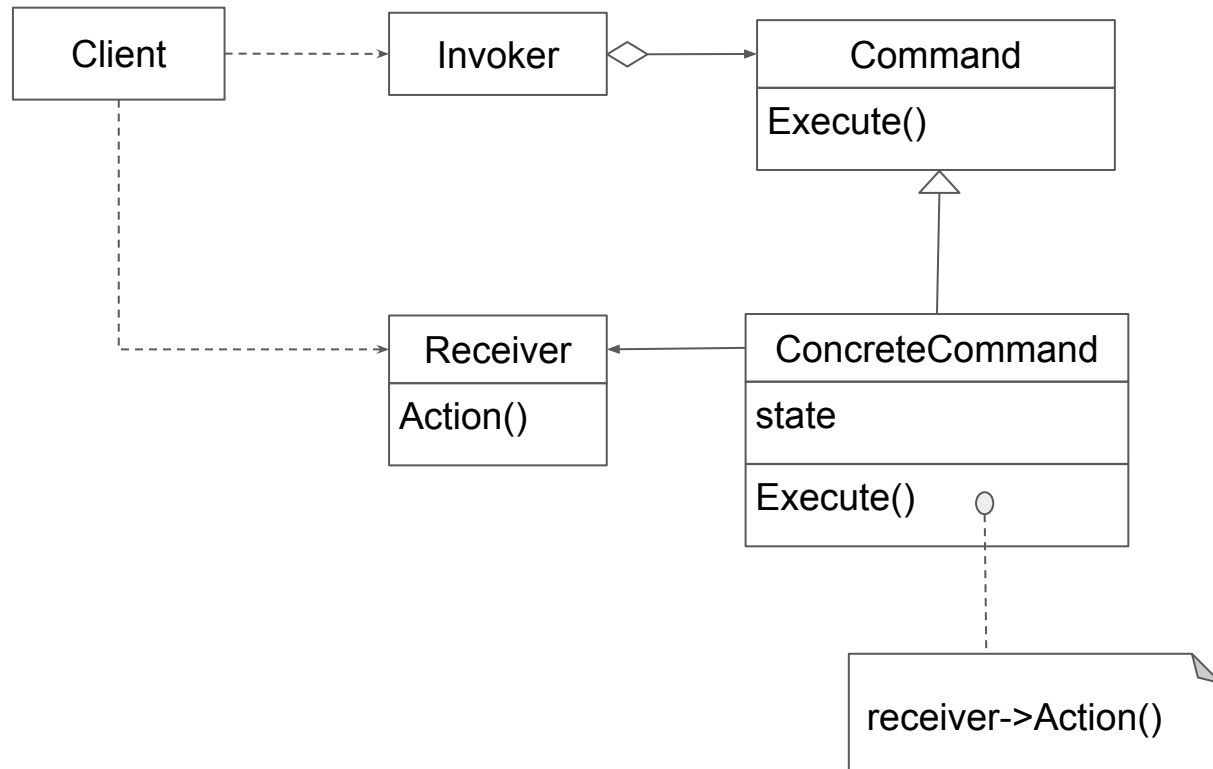 Client
Invoker
Command
Execute()
Receiver
Action()
ConcreteCommand
state
Execute()
receiver->Action()